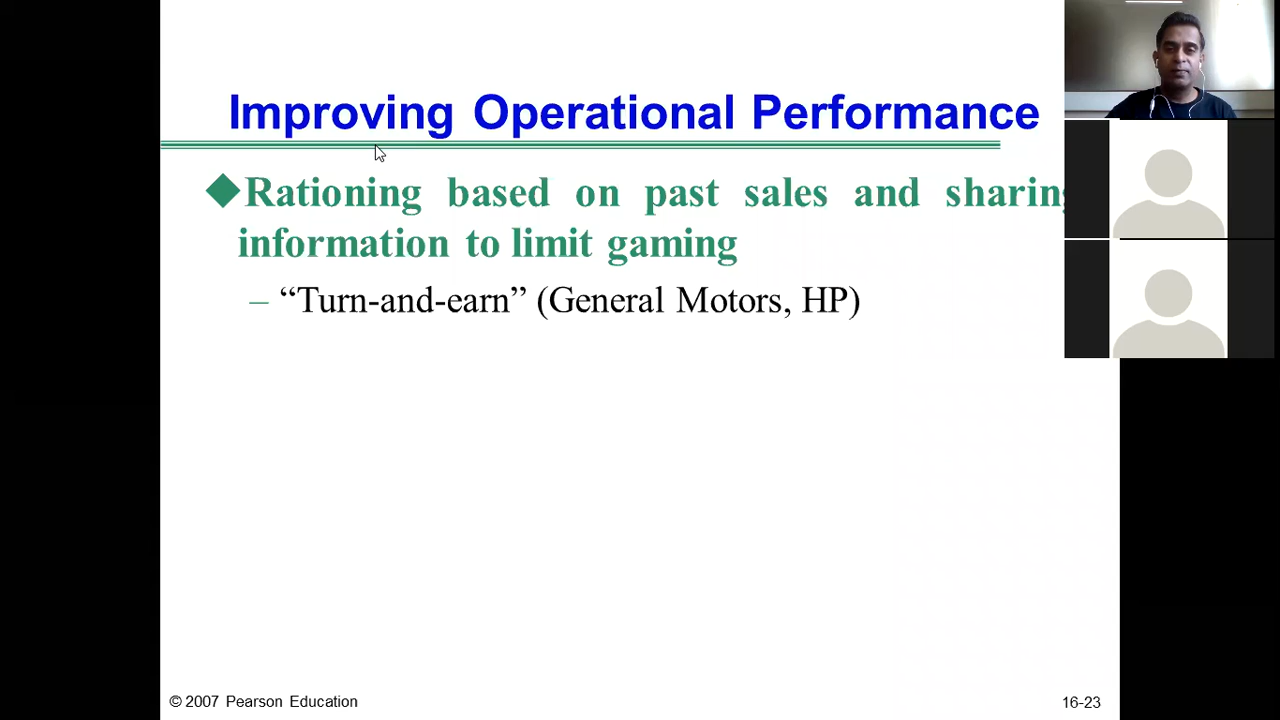 Improving Operational Performance
Rationing based on past sales and sharing
information to limit gaming
– “Turn-and-earn” (General Motors, HP)
© 2007 Pearson Education
16-23